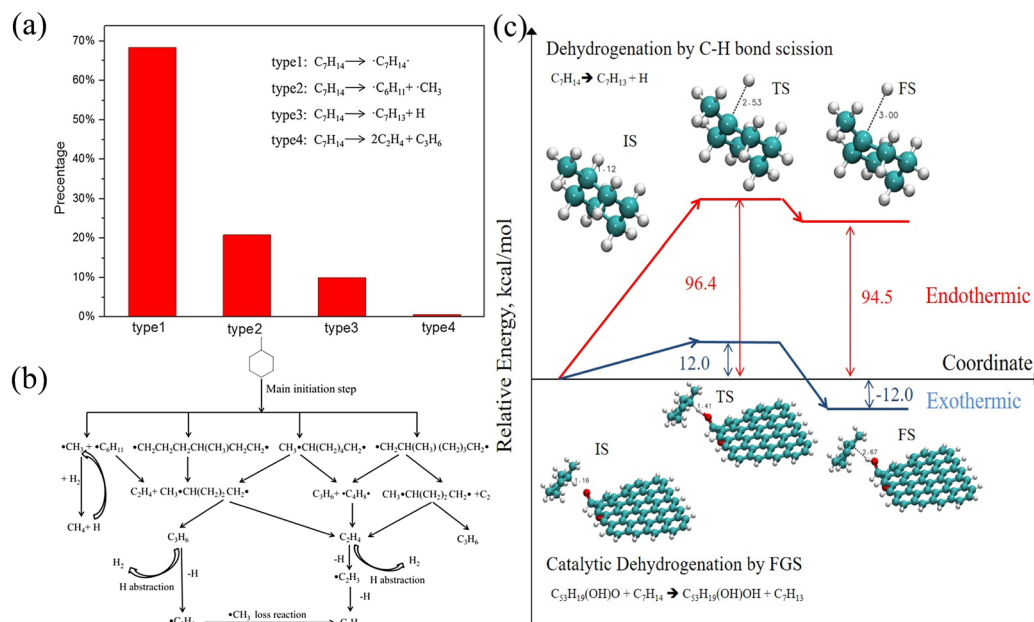 (a)
Precentage
70%
60%
50%
40%
30%
20%
10%
0%
type1: C₇H₁₄→ ·C₇H₁₄·
type2: C₇H₁₄→ ·C₆H₁₁+ ·CH₃
type3: C₇H₁₄→ ·C₇H₁₃+ H
type4: C₇H₁₄→ 2C₂H₄ + C₃H₆
type1 type2 type3 type4
(b)
Main initiation step
•CH₃ + •C₆H₁₁ •CH₂CH₂CH₂CH(CH₃)CH₂CH₂• CH₃•CH(CH₂)₄CH₂• •CH₂CH(CH₃) (CH₂)₃CH₂•
+ H₂
CH₄+ H
C₂H₄+ CH₃•CH(CH₂)₂ CH₂• C₃H₆ + •C₄H₈• CH₃•CH(CH₂)₂CH₂• +C₂
C₃H₆ C₂H₄ C₃H₆
H₂ H₂
H abstraction -H -H H abstraction
•C₂H₃
-H
•CH₃ loss reaction
(c)
Relative Energy, kcal/mol
Dehydrogenation by C-H bond scission
C₇H₁₄→ C₇H₁₃ + H
IS
1.12
TS
2.53
FS
3.00
96.4
94.5
Endothermic
12.0
Coordinate
-12.0
Exothermic
IS
1.16
TS
1.41
FS
2.67
Catalytic Dehydrogenation by FGS
C₅₃H₁₉(OH)O + C₇H₁₄ → C₅₃H₁₉(OH)OH + C₇H₁₃